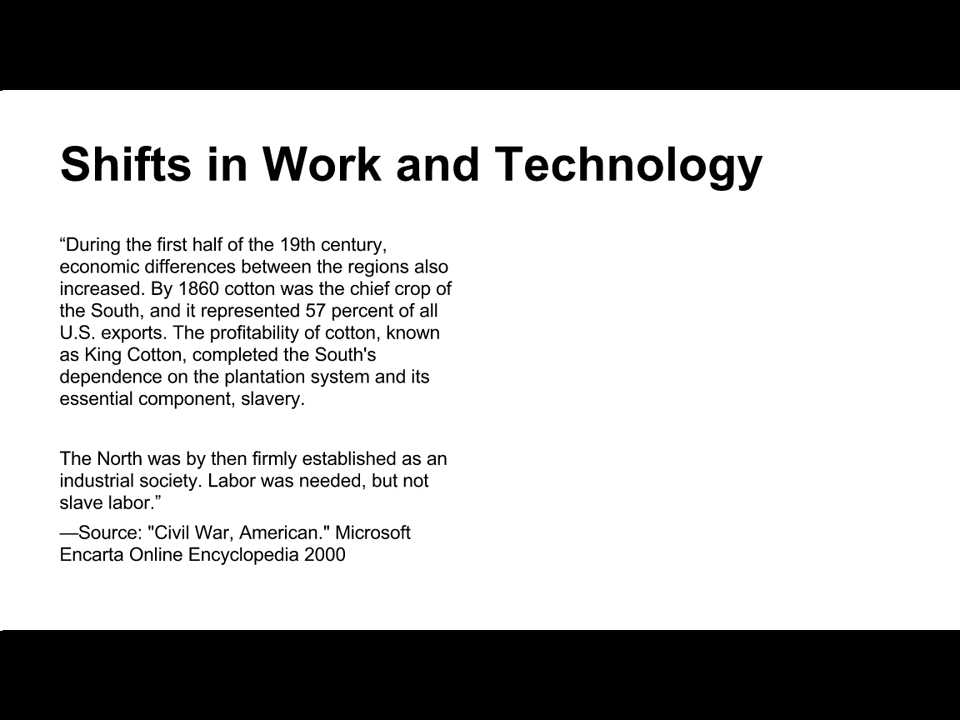 Shifts in Work and Technology
“During the first half of the 19th century,
economic differences between the regions also
increased. By 1860 cotton was the chief crop of
the South, and it represented 57 percent of all
U.S. exports. The profitability of cotton, known
as King Cotton, completed the South's
dependence on the plantation system and its
essential component, slavery.
The North was by then firmly established as an
industrial society. Labor was needed, but not
slave labor.”
—Source: "Civil War, American." Microsoft
Encarta Online Encyclopedia 2000